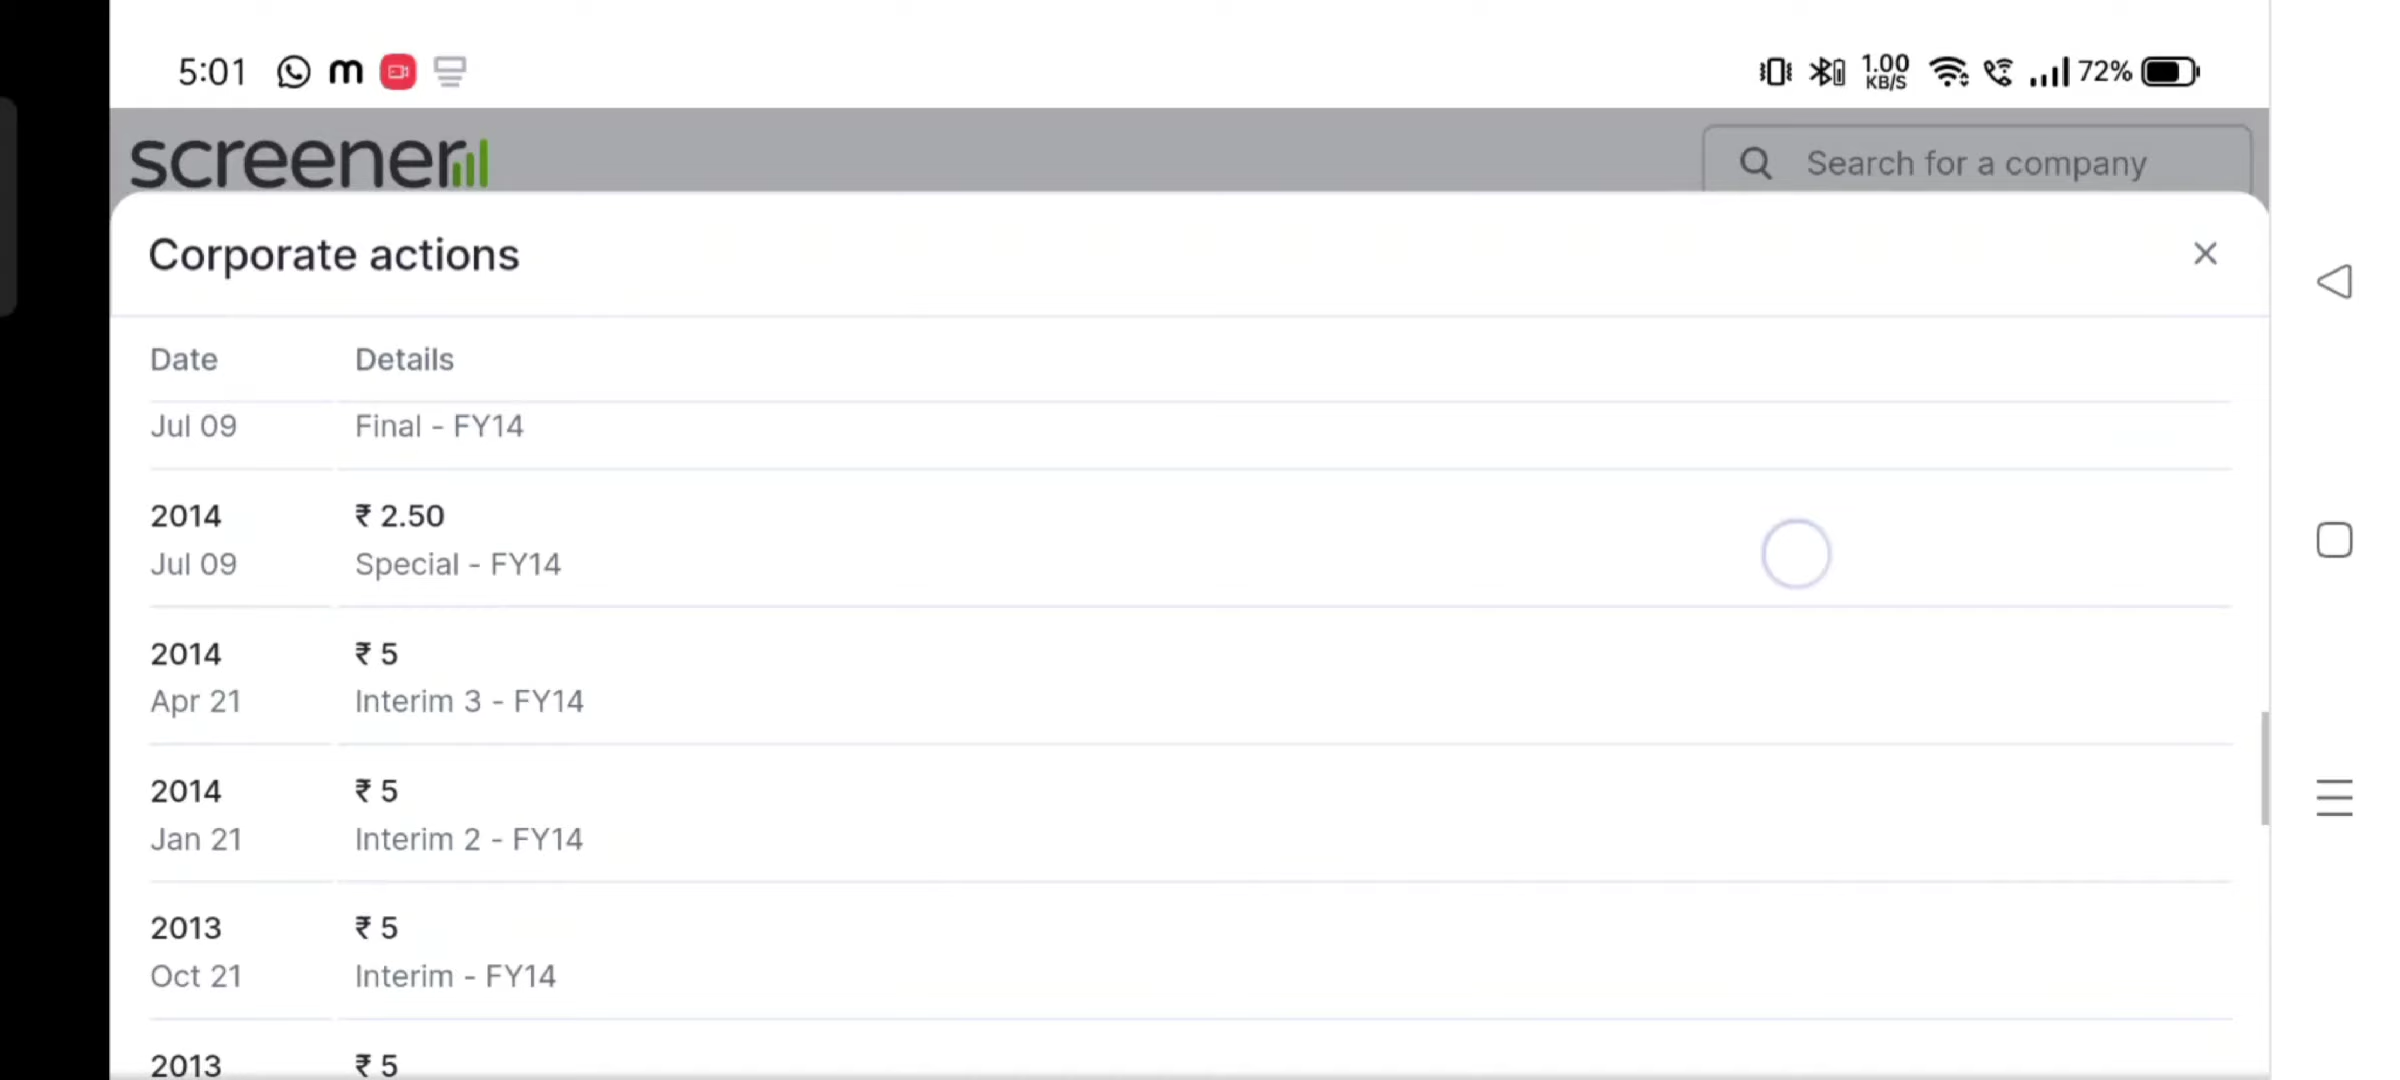 5:01 m 1.00 KB/S 72%
screener Search for a company
Corporate actions
Date Details
Jul 09 Final - FY14
2014 ₹ 2.50
Jul 09 Special - FY14
2014 ₹ 5
Apr 21 Interim 3 - FY14
2014 ₹ 5
Jan 21 Interim 2 - FY14
2013 ₹ 5
Oct 21 Interim - FY14
2013 ₹ 5